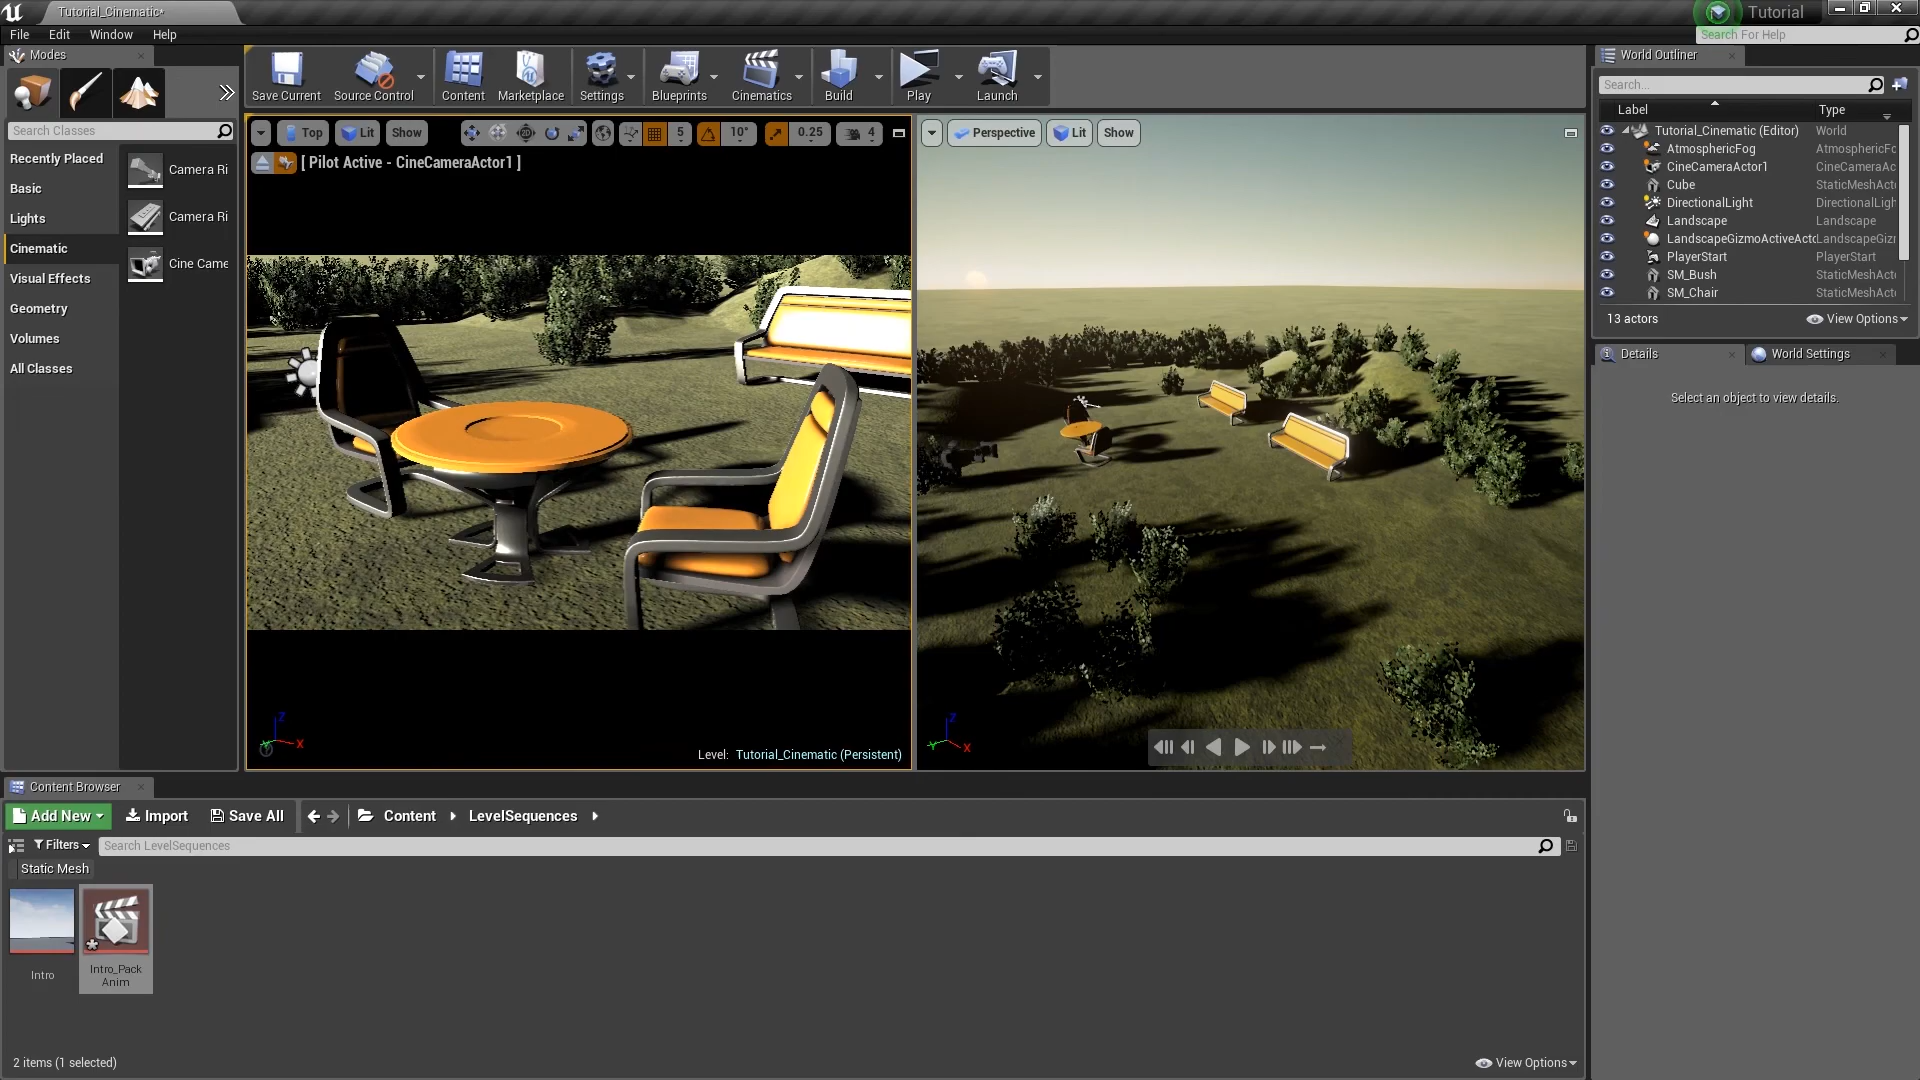 Tutorial_Cinematic*
Tutorial
File Edit Window Help
Search For Help
Modes
Save Current
Source Control
Content
Marketplace
Settings
Blueprints
Cinematics
Build
Play
Launch
World Outliner
Search...
Label Type
Search Classes
Recently Placed
Basic
Lights
Cinematic
Visual Effects
Geometry
Volumes
All Classes
Camera Ri
Camera Ri
Cine Came
Top Lit Show 5 10° 0.25 4
[ Pilot Active - CineCameraActor1 ]
Level: Tutorial_Cinematic (Persistent)
Z
X
Y
Perspective Lit Show
Z
X
Y
Tutorial_Cinematic (Editor) World
AtmosphericFog AtmosphericFc
CineCameraActor1 CineCameraAc
Cube StaticMeshAct
DirectionalLight DirectionalLigh
Landscape Landscape
LandscapeGizmoActiveActo LandscapeGizr
PlayerStart PlayerStart
SM_Bush StaticMeshAct
SM_Chair StaticMeshAct
13 actors View Options
Details World Settings
Select an object to view details.
Content Browser
Add New Import Save All Content LevelSequences
Filters Search LevelSequences
Static Mesh
Intro
Intro_Pack
Anim
2 items (1 selected) View Options